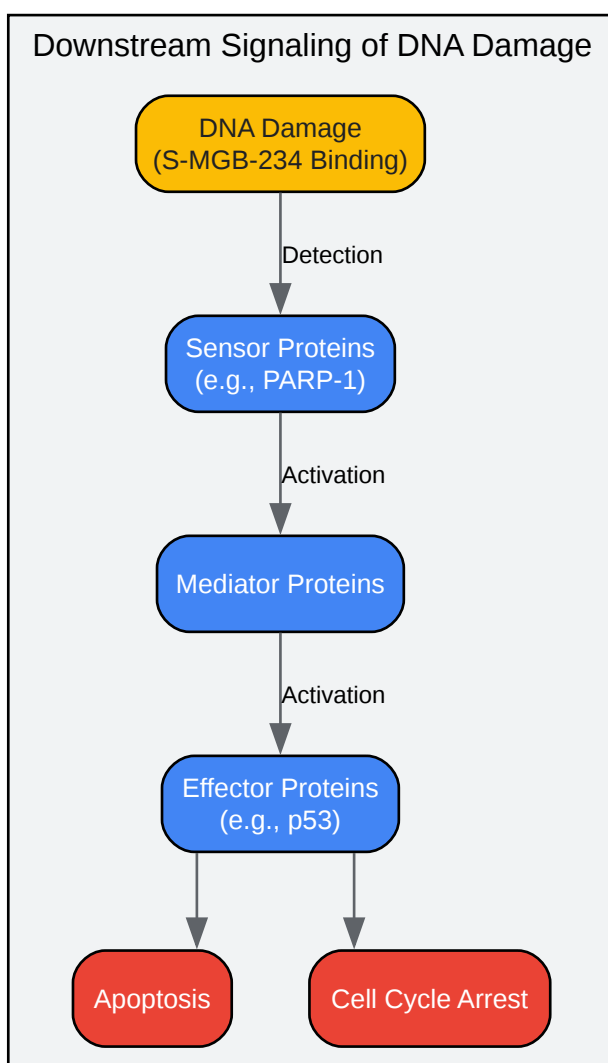 Downstream Signaling of DNA Damage
DNA Damage
(S-MGB-234 Binding)
Detection
Sensor Proteins
(e.g., PARP-1)
Activation
Mediator Proteins
Activation
Effector Proteins
(e.g., p53)
Apoptosis
Cell Cycle Arrest